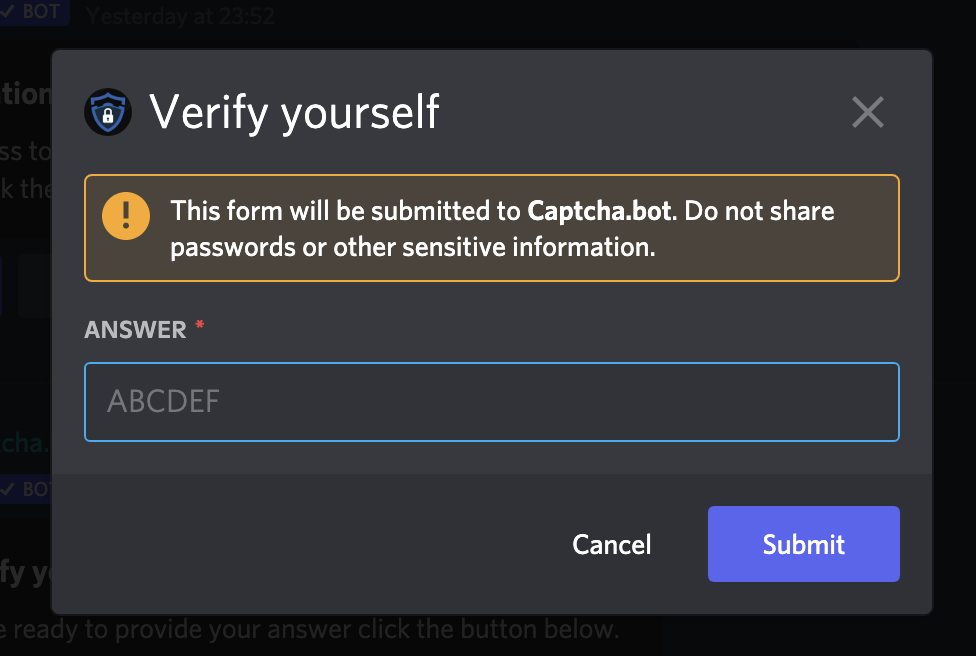 ✓ BOT Yesterday at 23:52
Verify yourself
This form will be submitted to Captcha.bot. Do not share
passwords or other sensitive information.
ANSWER *
ABCDEF
Cancel
Submit
ready to provide your answer click the button below.